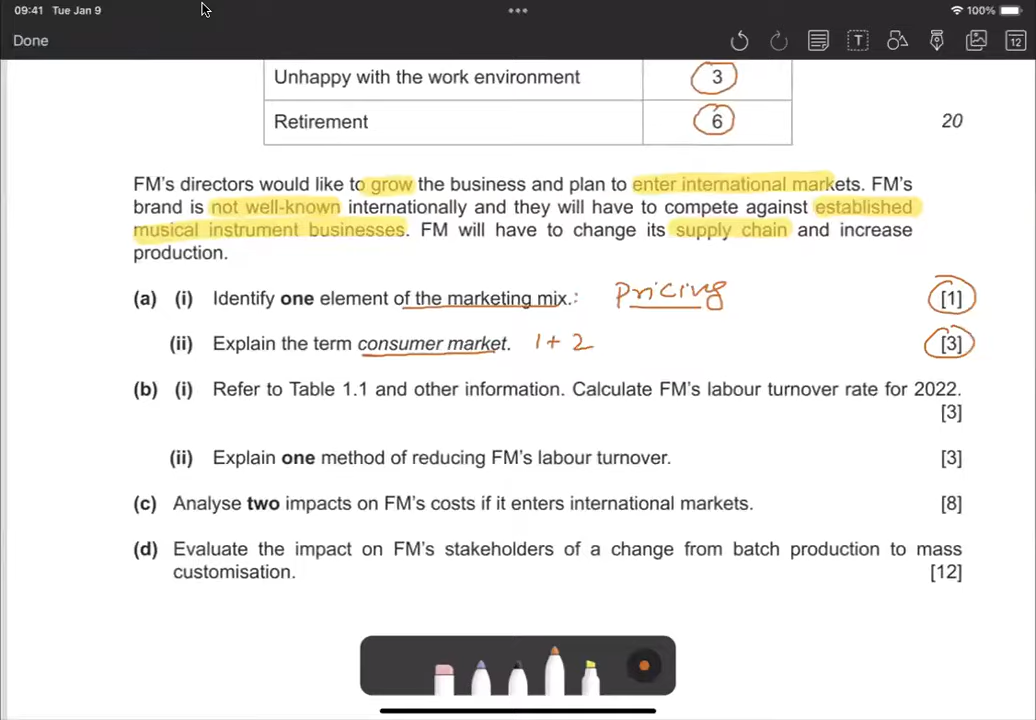 09:41 Tue Jan 9
100%
Done
T
12
Unhappy with the work environment 3
Retirement 6
20
FM's directors would like to grow the business and plan to enter international markets. FM's
brand is not well-known internationally and they will have to compete against established
musical instrument businesses. FM will have to change its supply chain and increase
production.
(a) (i) Identify one element of the marketing mix.: Pricing [1]
(ii) Explain the term consumer market. 1 + 2 [3]
(b) (i) Refer to Table 1.1 and other information. Calculate FM's labour turnover rate for 2022.
[3]
(ii) Explain one method of reducing FM's labour turnover. [3]
(c) Analyse two impacts on FM's costs if it enters international markets. [8]
(d) Evaluate the impact on FM's stakeholders of a change from batch production to mass
customisation. [12]